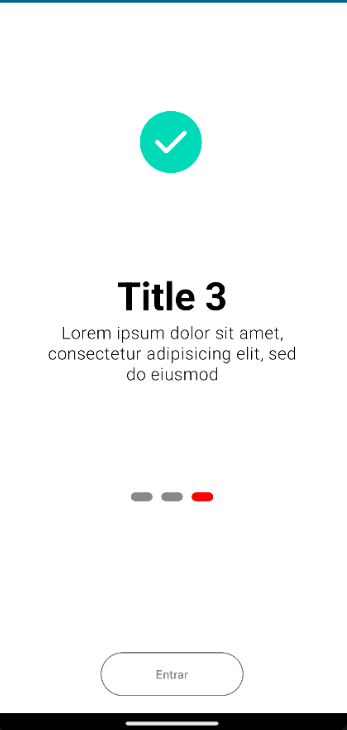 Title 3
Lorem ipsum dolor sit amet,
consectetur adipisicing elit, sed
do eiusmod
Entrar